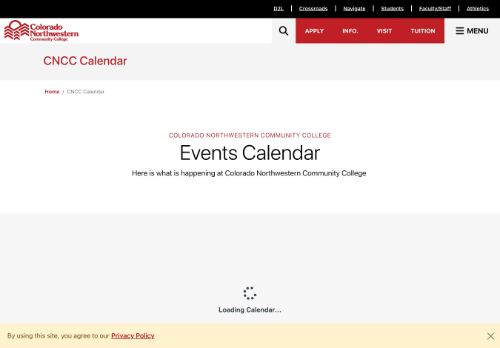 D2L
Crossroads
Navigate
Students
Faculty/Staff
Athletics
Colorado
Northwestern
Community College
APPLY
INFO.
VISIT
TUITION
MENU
CNCC Calendar
Home / CNCC Calendar
COLORADO NORTHWESTERN COMMUNITY COLLEGE
Events Calendar
Here is what is happening at Colorado Northwestern Community College
Loading Calendar...
By using this site, you agree to our Privacy Policy